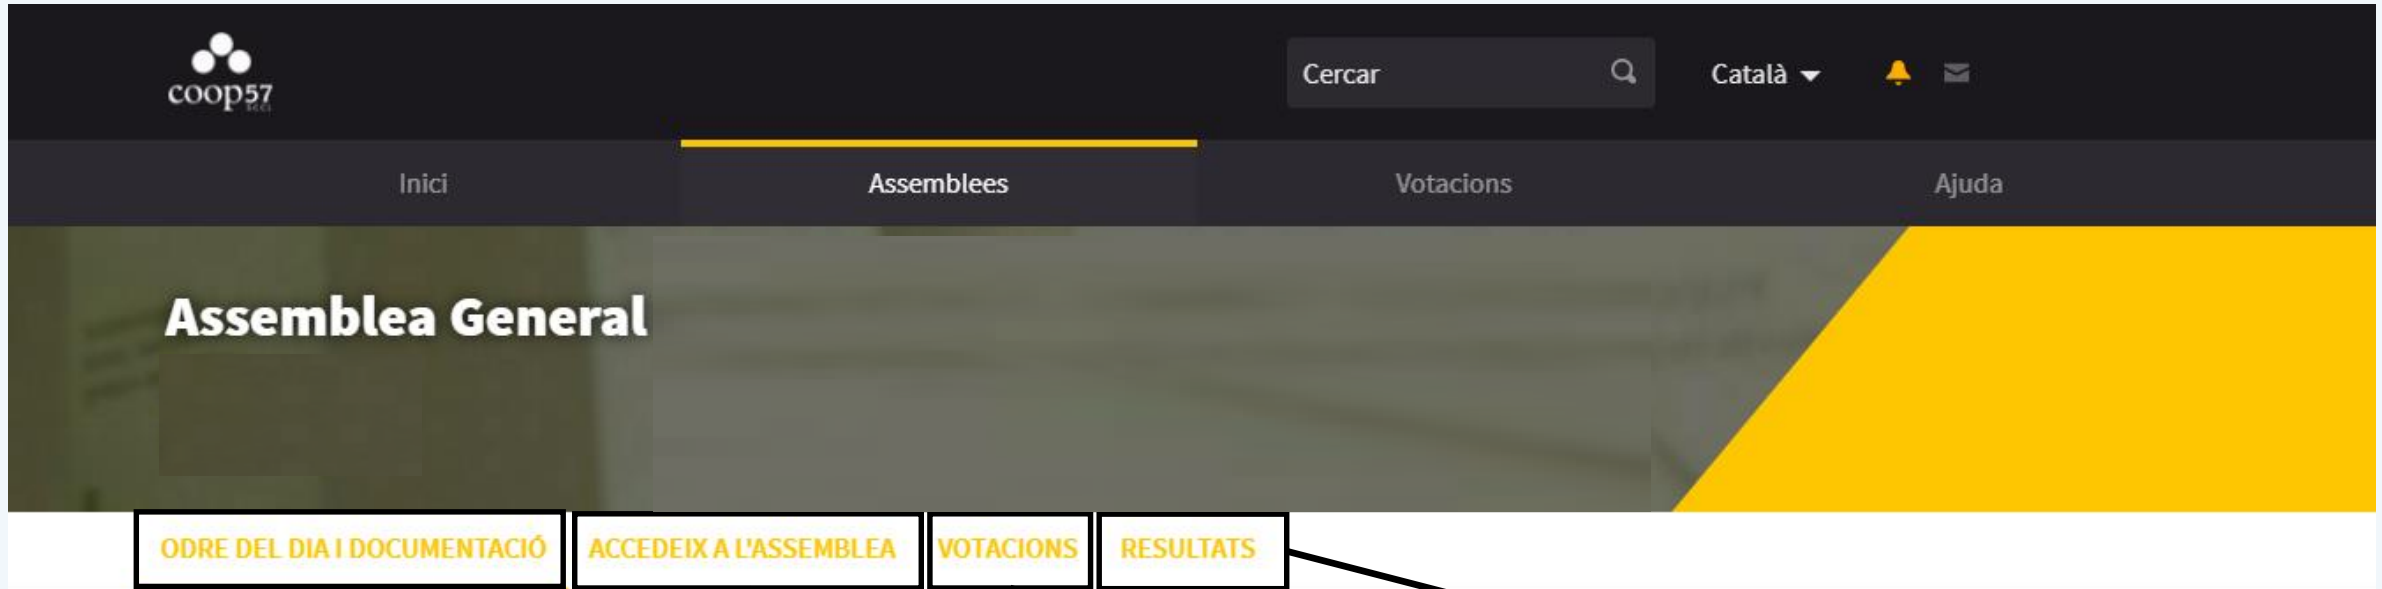 coop57
Cercar
Català
Inici
Assemblees
Votacions
Ajuda
Assemblea General
ODRE DEL DIA I DOCUMENTACIÓ
ACCEDEIX A L'ASSEMBLEA
VOTACIONS
RESULTATS